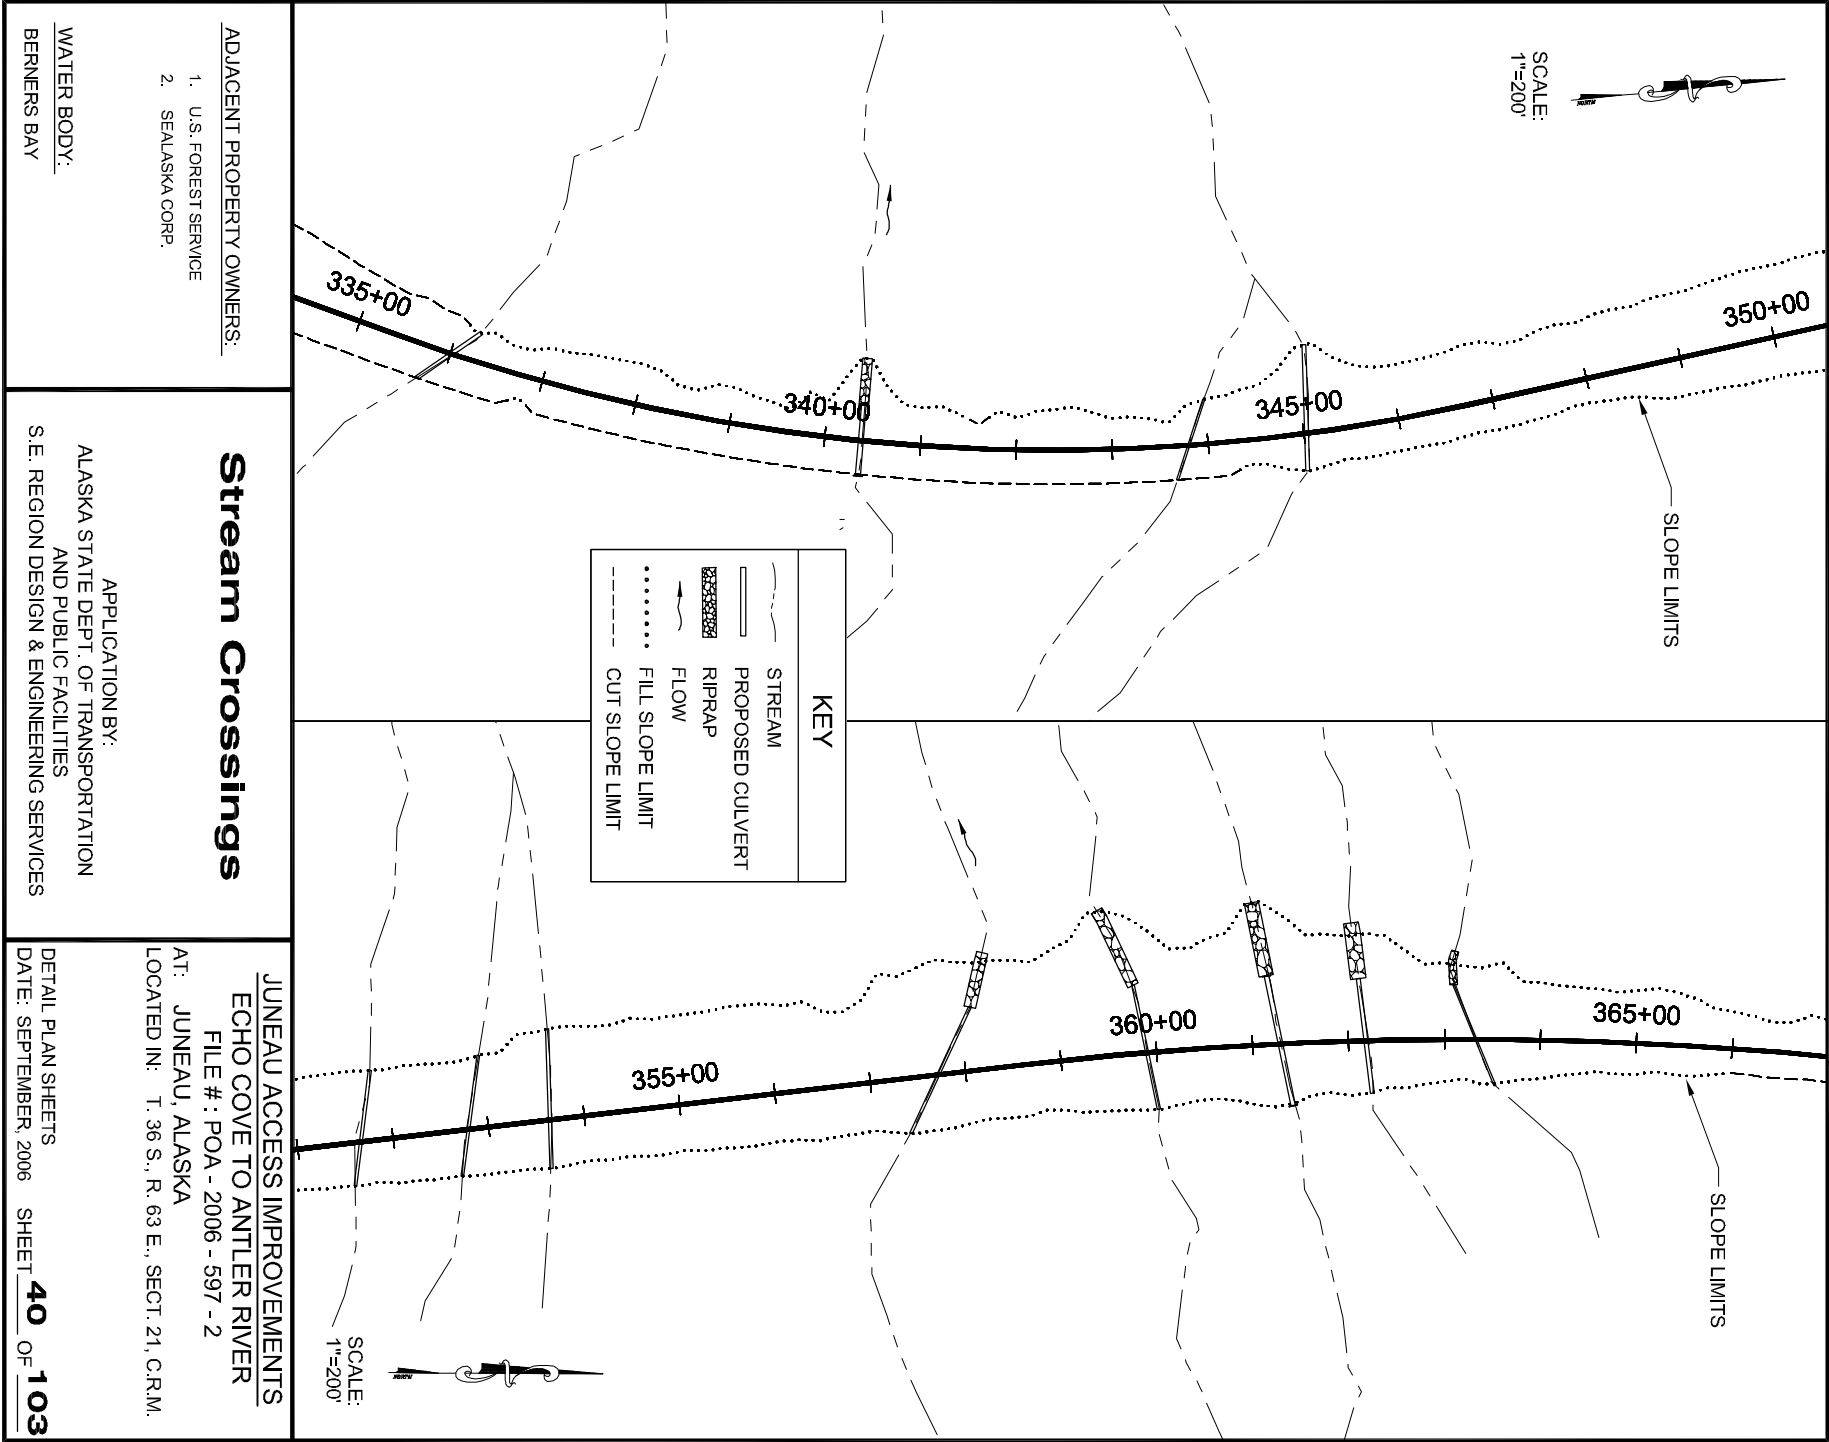 SCALE:
1"=200'
NORTH
335+00
340+00
345+00
350+00
SLOPE LIMITS
KEY
STREAM
PROPOSED CULVERT
RIPRAP
FLOW
FILL SLOPE LIMIT
CUT SLOPE LIMIT
355+00
360+00
365+00
SLOPE LIMITS
SCALE:
1"=200'
NORTH
ADJACENT PROPERTY OWNERS:
1. U.S. FOREST SERVICE
2. SEALASKA CORP.
WATER BODY:
BERNERS BAY
Stream Crossings
APPLICATION BY:
ALASKA STATE DEPT. OF TRANSPORTATION
AND PUBLIC FACILITIES
S.E. REGION DESIGN & ENGINEERING SERVICES
JUNEAU ACCESS IMPROVEMENTS
ECHO COVE TO ANTLER RIVER
FILE # : POA - 2006 - 597 - 2
AT: JUNEAU, ALASKA
LOCATED IN: T. 36 S., R. 63 E., SECT. 21, C.R.M.
DETAIL PLAN SHEETS
DATE: SEPTEMBER, 2006 SHEET 40 OF 103